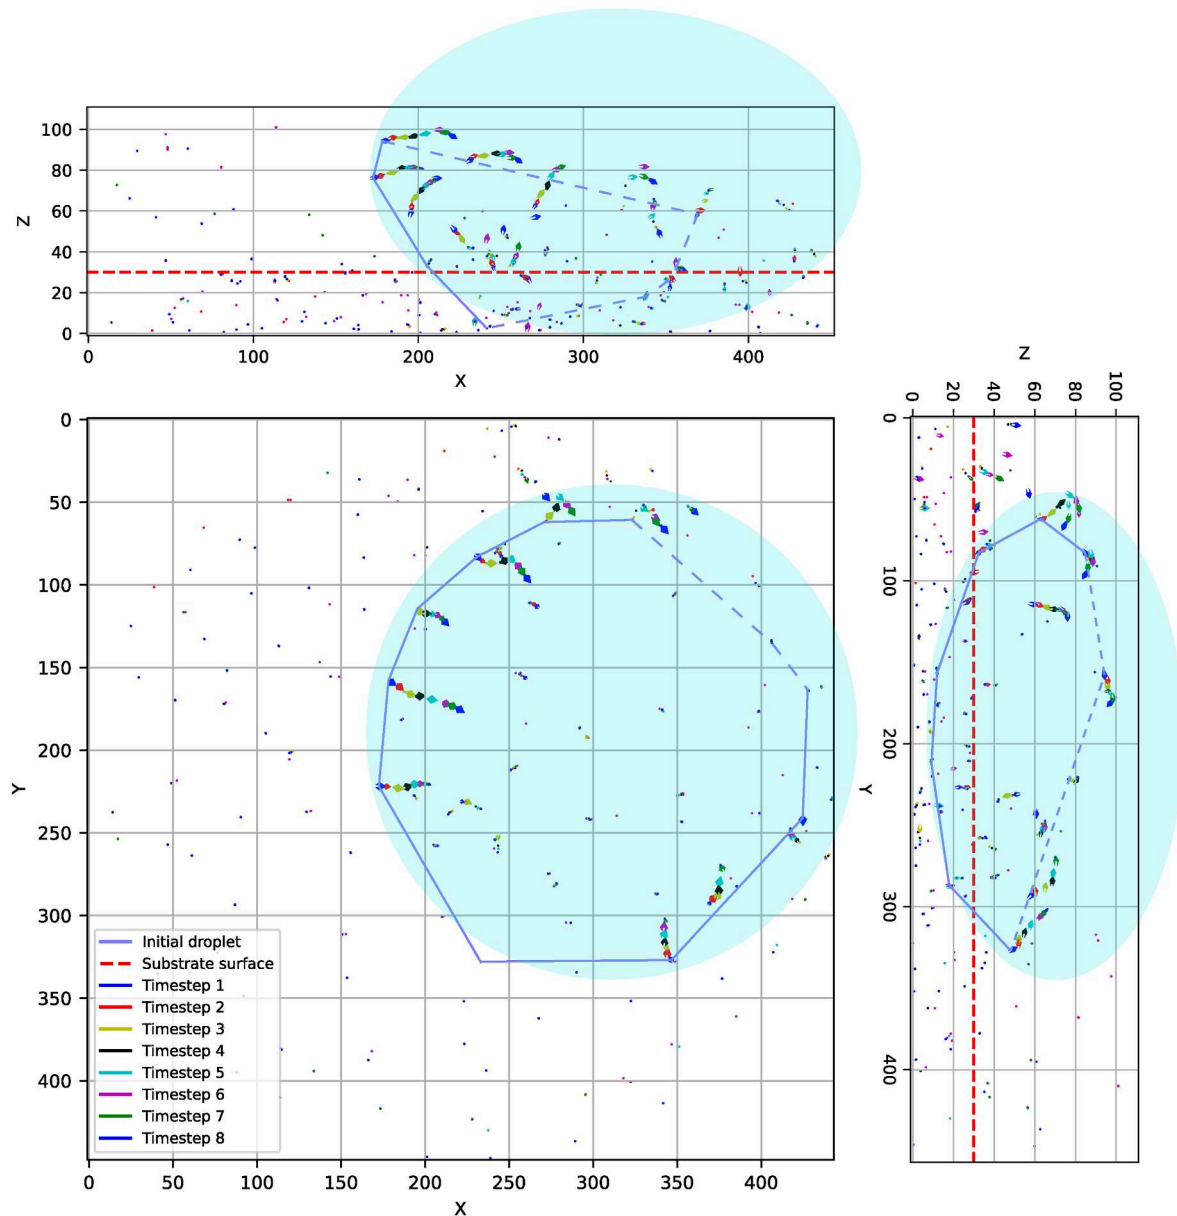 100
80
60
40
20
0
Z
0 100 200 300 400
X
Z
0 20 40 60 80 100
0
50
100
150
200
250
300
350
400
Y
0
100
200
300
400
Y
Initial droplet
Substrate surface
Timestep 1
Timestep 2
Timestep 3
Timestep 4
Timestep 5
Timestep 6
Timestep 7
Timestep 8
0 50 100 150 200 250 300 350 400
X